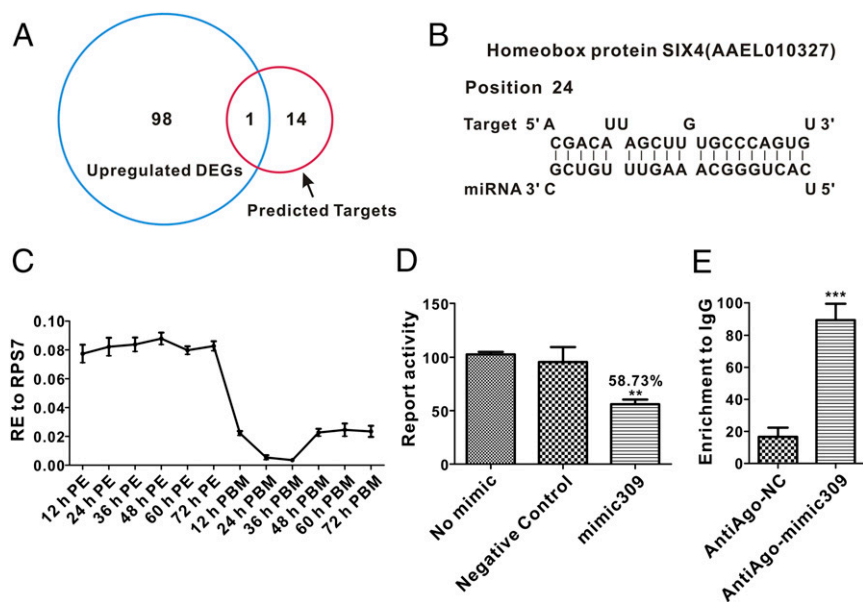 A
98
1
14
Upregulated DEGs
Predicted Targets
B
Homeobox protein SIX4(AAEL010327)
Position 24
Target 5' A UU G U 3'
CGACA AGCUU UGCCCAGUG
GCUGU UUGAA ACGGGUCAC
miRNA 3' C U 5'
C
RE to RPS7
0.10
0.08
0.06
0.04
0.02
0.00
12 h PE
24 h PE
36 h PE
48 h PE
60 h PE
72 h PE
12 h PBM
24 h PBM
36 h PBM
48 h PBM
60 h PBM
72 h PBM
D
Report activity
150
100
50
0
58.73%
**
No mimic
Negative Control
mimic309
E
Enrichment to IgG
100
80
60
40
20
0
***
AntiAgo-NC
AntiAgo-mimic309